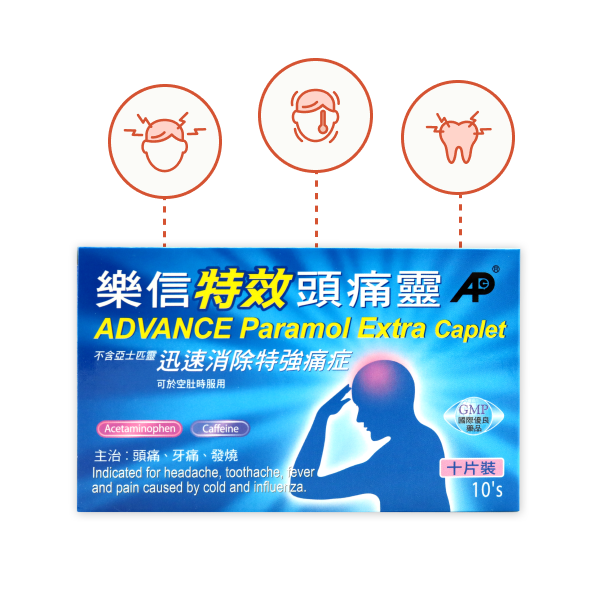 樂信特效頭痛靈 AP®
ADVANCE Paramol Extra Caplet
不含亞士匹靈 迅速消除特強痛症
可於空肚時服用
Acetaminophen Caffeine
GMP
國際優良
藥品
主治：頭痛、牙痛、發燒
Indicated for headache, toothache, fever
and pain caused by cold and influenza.
十片裝
10's